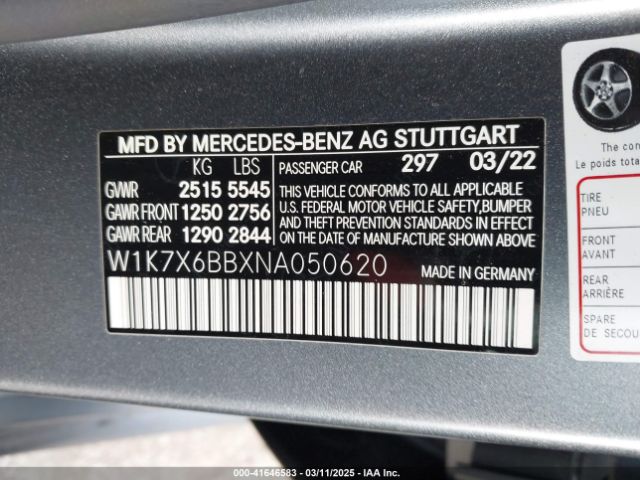 MFD BY MERCEDES-BENZ AG STUTTGART
KG LBS
GVWR 2515 5545
GAWR FRONT 1250 2756
GAWR REAR 1290 2844
PASSENGER CAR 297 03/22
THIS VEHICLE CONFORMS TO ALL APPLICABLE
U.S. FEDERAL MOTOR VEHICLE SAFETY,BUMPER
AND THEFT PREVENTION STANDARDS IN EFFECT
ON THE DATE OF MANUFACTURE SHOWN ABOVE.
W1K7X6BBXNA050620
MADE IN GERMANY
The con
Le poids tota
TIRE
PNEU
FRONT
AVANT
REAR
ARRIÈRE
SPARE
DE SECOU
000-41646583 - 03/11/2025 - IAA Inc.